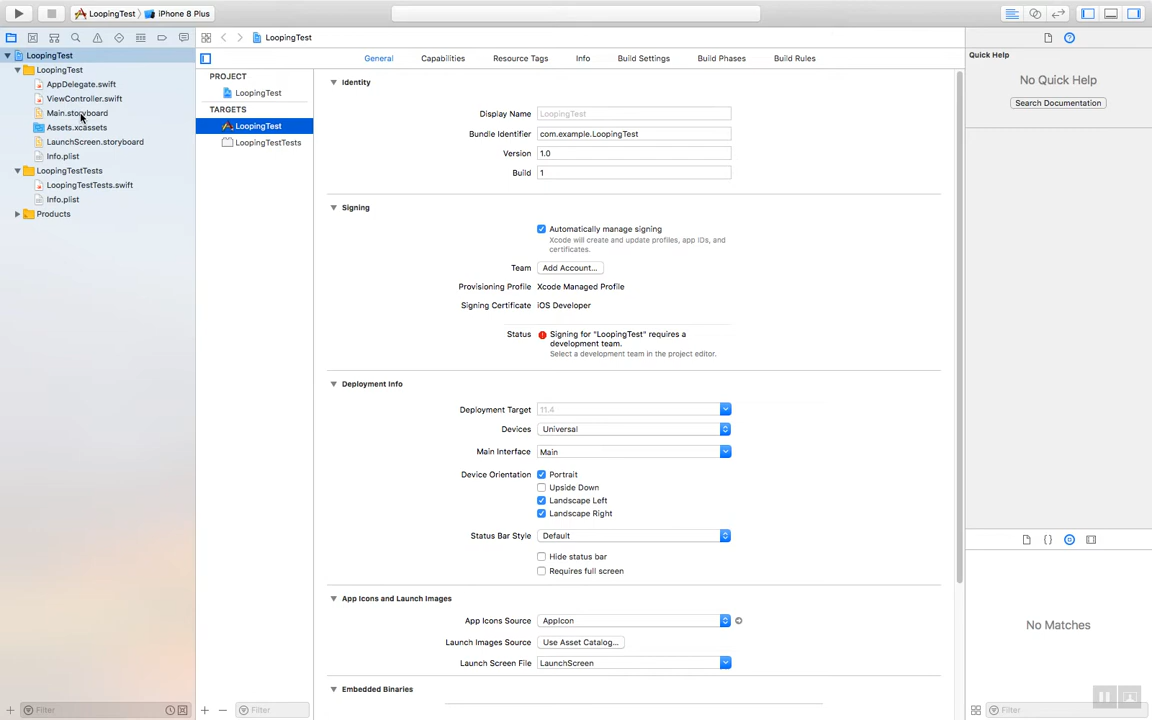 LoopingTest > iPhone 8 Plus
LoopingTest
LoopingTest
LoopingTest
AppDelegate.swift
ViewController.swift
Main.storyboard
Assets.xcassets
LaunchScreen.storyboard
Info.plist
LoopingTestTests
LoopingTestTests.swift
Info.plist
Products
Filter
PROJECT
LoopingTest
TARGETS
LoopingTest
LoopingTestTests
Filter
General Capabilities Resource Tags Info Build Settings Build Phases Build Rules
Identity
Display Name LoopingTest
Bundle Identifier com.example.LoopingTest
Version 1.0
Build 1
Signing
Automatically manage signing
Xcode will create and update profiles, app IDs, and
certificates.
Team Add Account...
Provisioning Profile Xcode Managed Profile
Signing Certificate iOS Developer
Status Signing for "LoopingTest" requires a
development team.
Select a development team in the project editor.
Deployment Info
Deployment Target 11.4
Devices Universal
Main Interface Main
Device Orientation Portrait
Upside Down
Landscape Left
Landscape Right
Status Bar Style Default
Hide status bar
Requires full screen
App Icons and Launch Images
App Icons Source AppIcon
Launch Images Source Use Asset Catalog...
Launch Screen File LaunchScreen
Embedded Binaries
Quick Help
No Quick Help
Search Documentation
No Matches
Filter